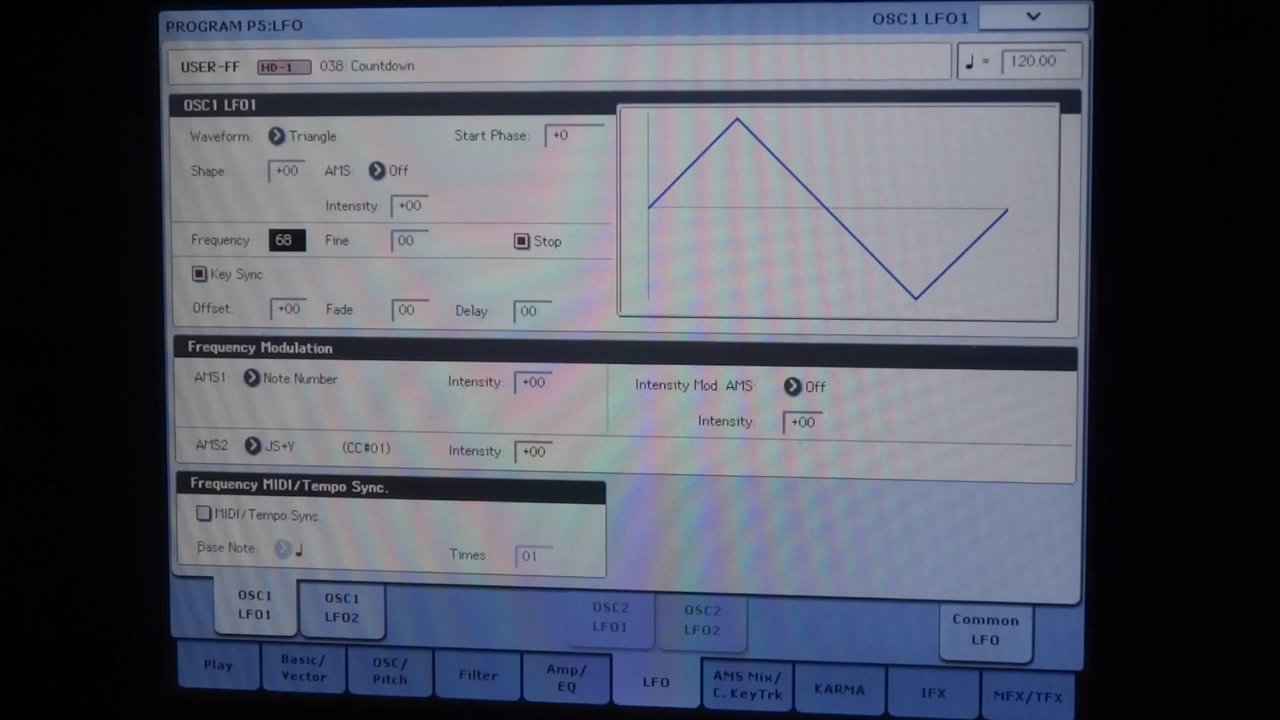 PROGRAM P5:LFO OSC1 LFO1
USER-FF HD-1 038: Countdown ♩ = 120.00
OSC1 LFO1
Waveform: Triangle Start Phase: +0
Shape: +00 AMS: Off
Intensity: +00
Frequency: 68 Fine: 00 Stop
Key Sync
Offset: +00 Fade: 00 Delay: 00
Frequency Modulation
AMS1: Note Number Intensity: +00 Intensity Mod. AMS: Off
Intensity: +00
AMS2: JS+Y (CC#01) Intensity: +00
Frequency MIDI/Tempo Sync.
MIDI/Tempo Sync.
Base Note: ♩ Times: 01
OSC1 LFO1 OSC1 LFO2 OSC2 LFO1 OSC2 LFO2 Common LFO
Play Basic/Vector OSC/Pitch Filter Amp/EQ LFO AMS Mix/C. KeyTrk KARMA IFX MFX/TFX